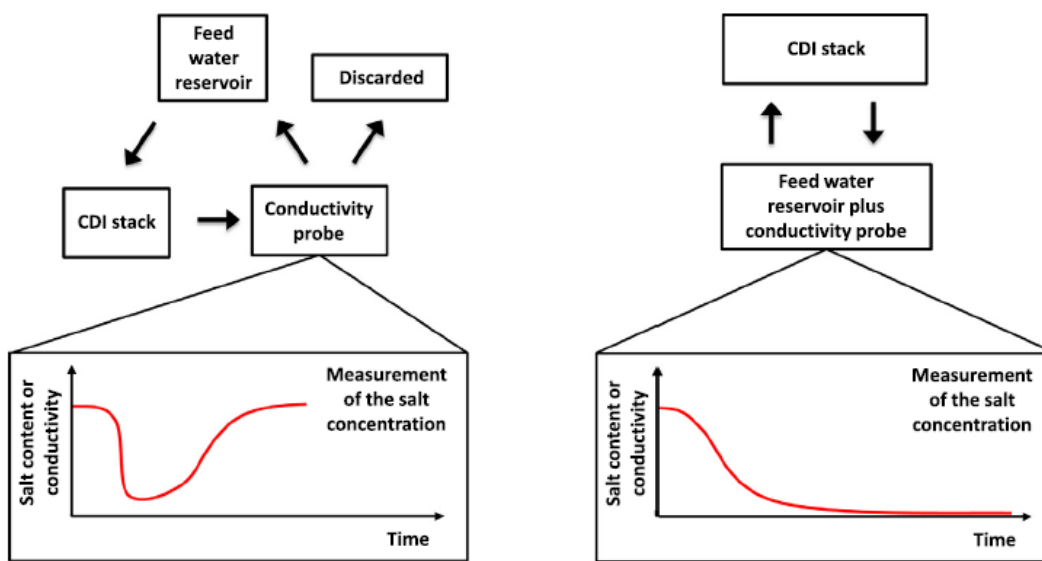 Feed
water
reservoir
Discarded
CDI stack
Conductivity
probe
Salt content or
conductivity
Measurement
of the salt
concentration
Time
CDI stack
Feed water
reservoir plus
conductivity probe
Salt content or
conductivity
Measurement
of the salt
concentration
Time